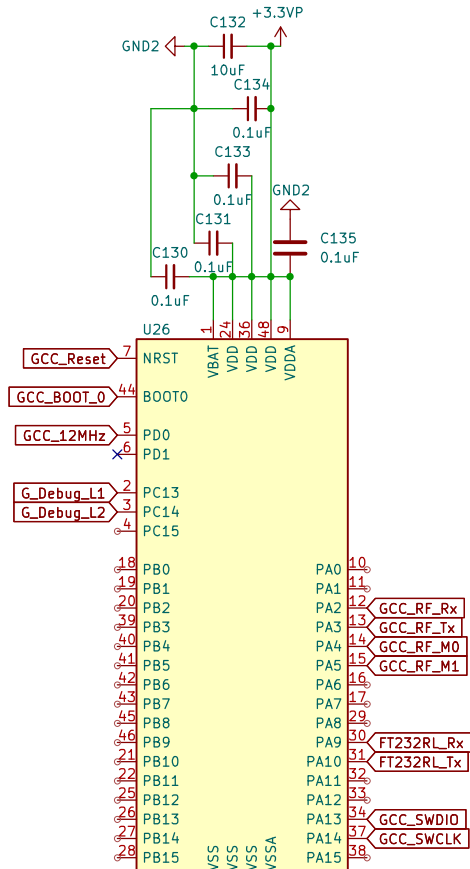 +3.3VP
C132
GND2
10uF
C134
0.1uF
C133
0.1uF
GND2
C131
0.1uF
C135
0.1uF
C130
0.1uF
U26
1 24 36 48 9
VBAT VDD VDD VDD VDDA
GCC_Reset 7 NRST
GCC_BOOT_0 44 BOOT0
GCC_12MHz 5 PD0
6 PD1
G_Debug_L1 2 PC13
G_Debug_L2 3 PC14
4 PC15
18 PB0 PA0 10
19 PB1 PA1 11
20 PB2 PA2 12 GCC_RF_Rx
39 PB3 PA3 13 GCC_RF_Tx
40 PB4 PA4 14 GCC_RF_M0
41 PB5 PA5 15 GCC_RF_M1
42 PB6 PA6 16
43 PB7 PA7 17
45 PB8 PA8 29
46 PB9 PA9 30 FT232RL_Rx
21 PB10 PA10 31 FT232RL_Tx
22 PB11 PA11 32
25 PB12 PA12 33
26 PB13 PA13 34 GCC_SWDIO
27 PB14 PA14 37 GCC_SWCLK
28 PB15 PA15 38
VSS VSS VSS VSSA